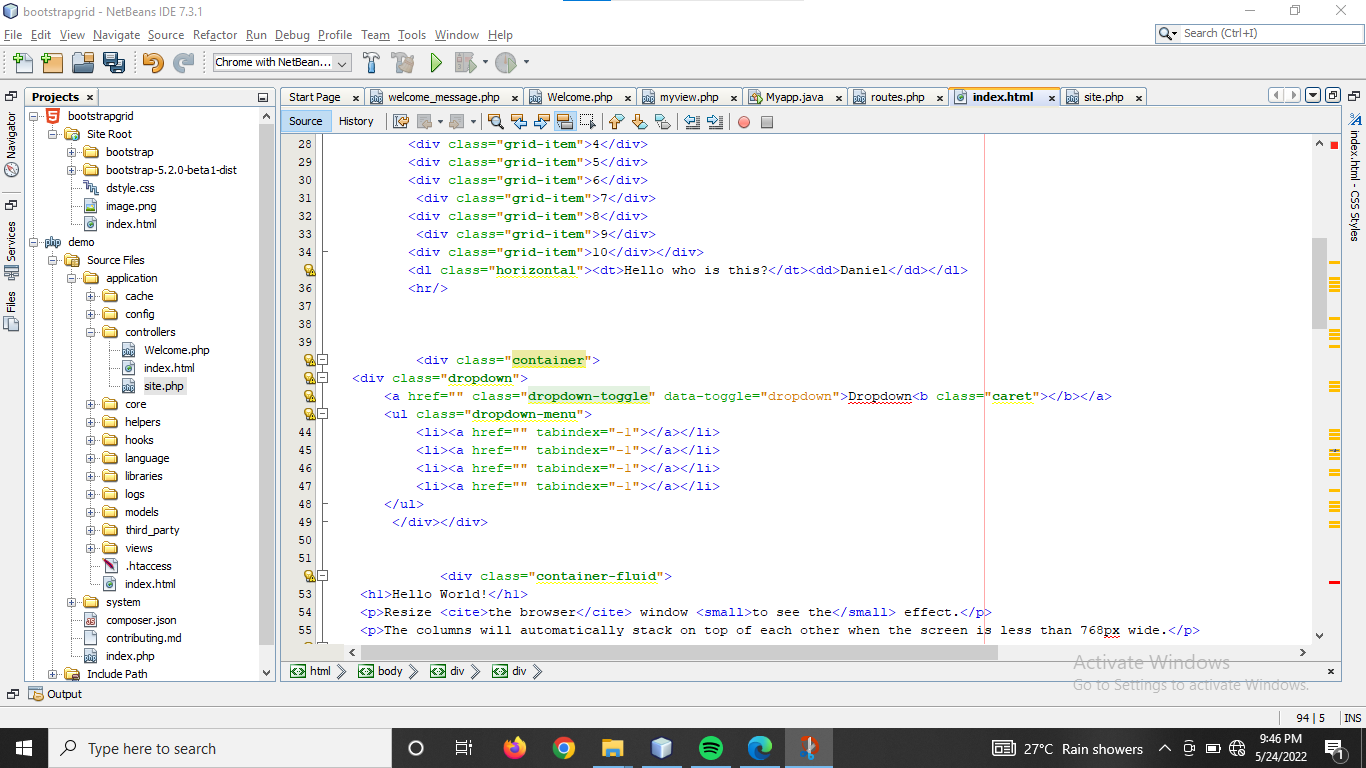 bootstrapgrid - NetBeans IDE 7.3.1
File Edit View Navigate Source Refactor Run Debug Profile Team Tools Window Help
Search (Ctrl+I)
Chrome with NetBean...
Projects
Start Page welcome_message.php Welcome.php myview.php Myapp.java routes.php index.html site.php
Source History
Navigator
Services
Files
bootstrapgrid
Site Root
bootstrap
bootstrap-5.2.0-beta1-dist
dstyle.css
image.png
index.html
demo
Source Files
application
cache
config
controllers
Welcome.php
index.html
site.php
core
helpers
hooks
language
libraries
logs
models
third_party
views
.htaccess
index.html
system
composer.json
contributing.md
index.php
Include Path
28 <div class="grid-item">4</div>
29 <div class="grid-item">5</div>
30 <div class="grid-item">6</div>
31 <div class="grid-item">7</div>
32 <div class="grid-item">8</div>
33 <div class="grid-item">9</div>
34 <div class="grid-item">10</div></div>
<dl class="horizontal"><dt>Hello who is this?</dt><dd>Daniel</dd></dl>
36 <hr/>
37
38
39
<div class="container">
<div class="dropdown">
<a href="" class="dropdown-toggle" data-toggle="dropdown">Dropdown<b class="caret"></b></a>
<ul class="dropdown-menu">
44 <li><a href="" tabindex="-1"></a></li>
45 <li><a href="" tabindex="-1"></a></li>
46 <li><a href="" tabindex="-1"></a></li>
47 <li><a href="" tabindex="-1"></a></li>
48 </ul>
49 </div></div>
50
51
<div class="container-fluid">
53 <h1>Hello World!</h1>
54 <p>Resize <cite>the browser</cite> window <small>to see the</small> effect.</p>
55 <p>The columns will automatically stack on top of each other when the screen is less than 768px wide.</p>
html body div div
index.html - CSS Styles
Activate Windows
Go to Settings to activate Windows.
Output
94 | 5 INS
Type here to search
27°C Rain showers
9:46 PM
5/24/2022
1